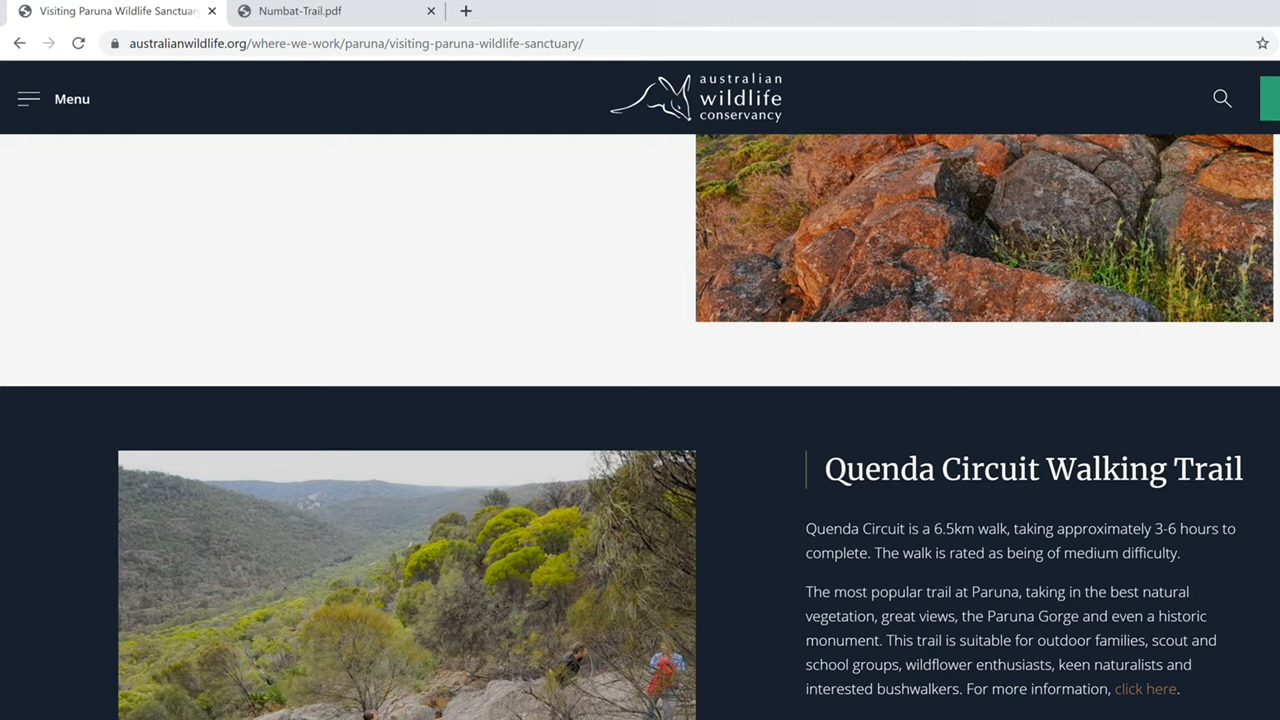 Visiting Paruna Wildlife Sanctuar
Numbat-Trail.pdf
australianwildlife.org/where-we-work/paruna/visiting-paruna-wildlife-sanctuary/
Menu
australian
wildlife
conservancy
Quenda Circuit Walking Trail
Quenda Circuit is a 6.5km walk, taking approximately 3-6 hours to
complete. The walk is rated as being of medium difficulty.
The most popular trail at Paruna, taking in the best natural
vegetation, great views, the Paruna Gorge and even a historic
monument. This trail is suitable for outdoor families, scout and
school groups, wildflower enthusiasts, keen naturalists and
interested bushwalkers. For more information, click here.